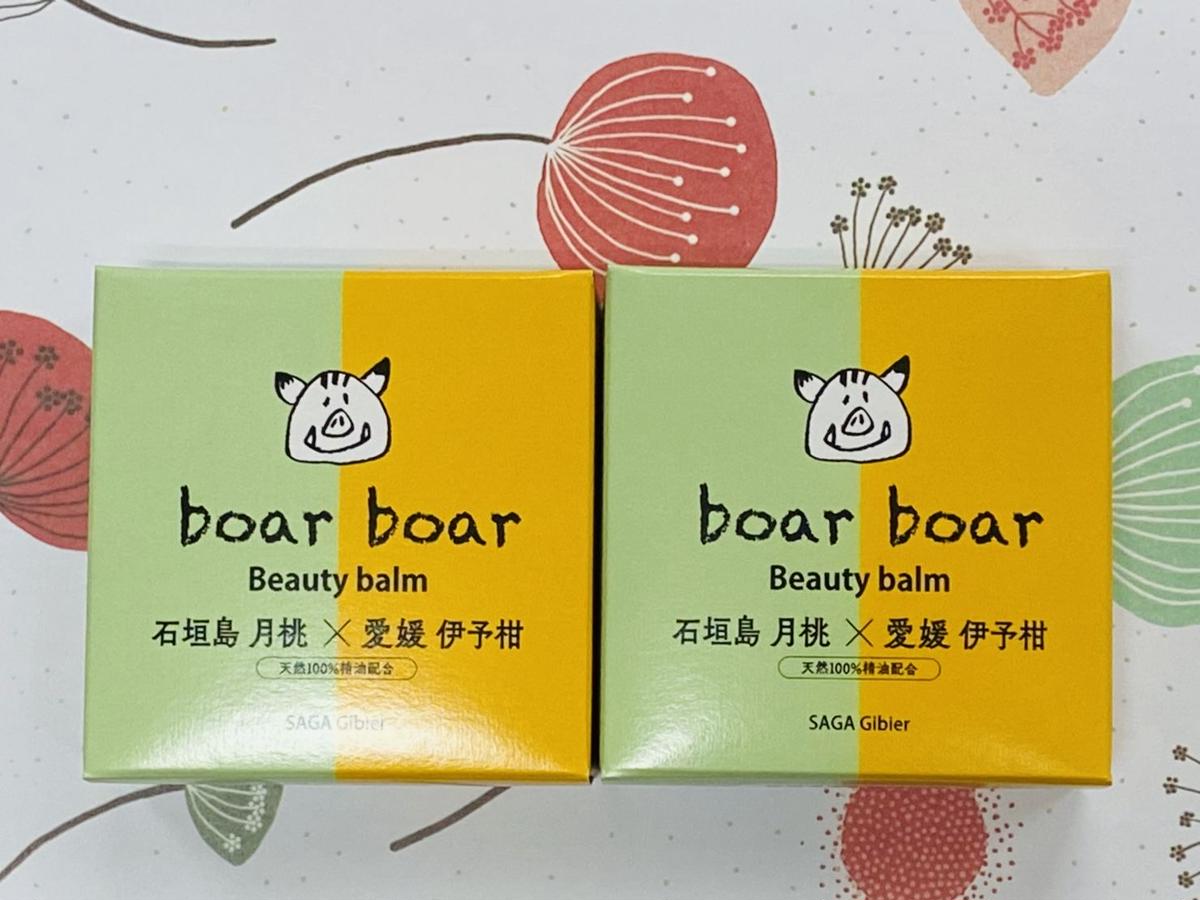 boar boar
Beauty balm
石垣島 月桃 × 愛媛 伊予柑
天然100%精油配合
SAGA Gibier
boar boar
Beauty balm
石垣島 月桃 × 愛媛 伊予柑
天然100%精油配合
SAGA Gibier